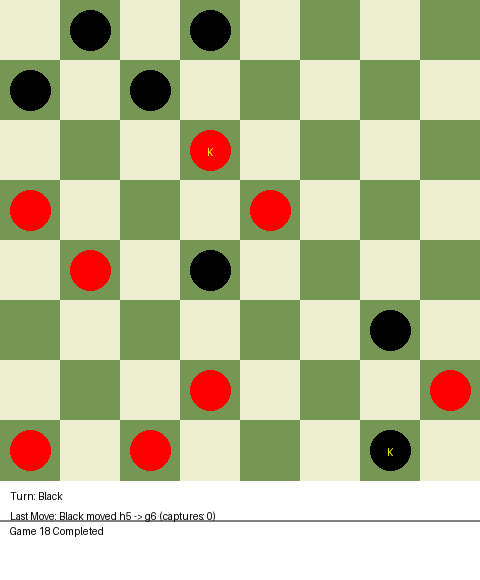 K
K
Turn: Black
Last Move: Black moved h5 -> g6 (captures: 0)
Game 18 Completed